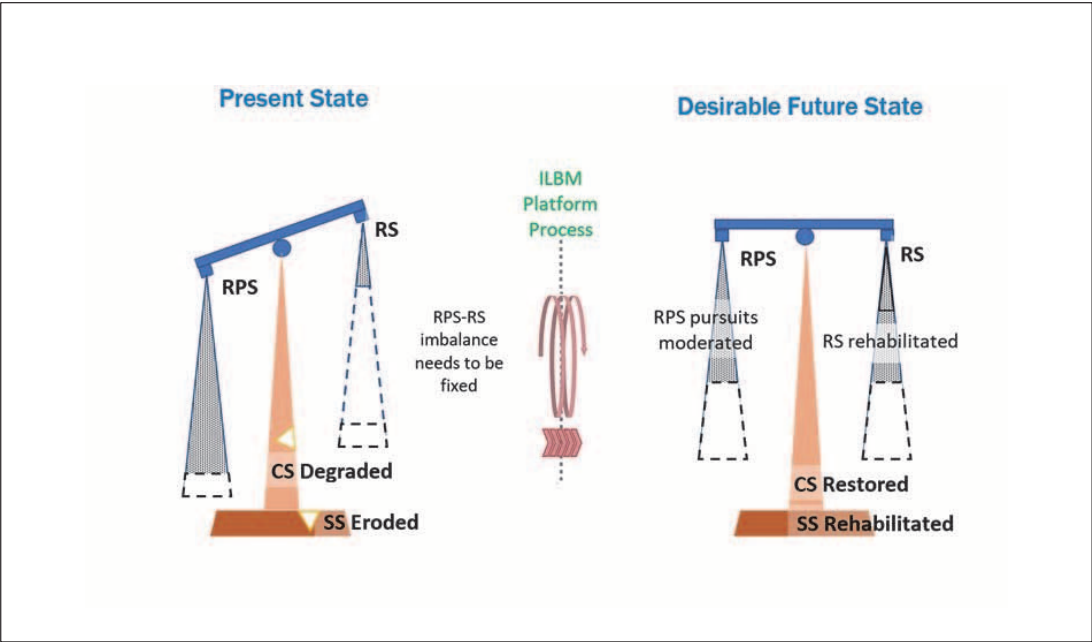 Present State
RPS
RS
CS Degraded
SS Eroded
RPS-RS
imbalance
needs to be
fixed
ILBM
Platform
Process
Desirable Future State
RPS
RS
RPS pursuits
moderated
RS rehabilitated
CS Restored
SS Rehabilitated